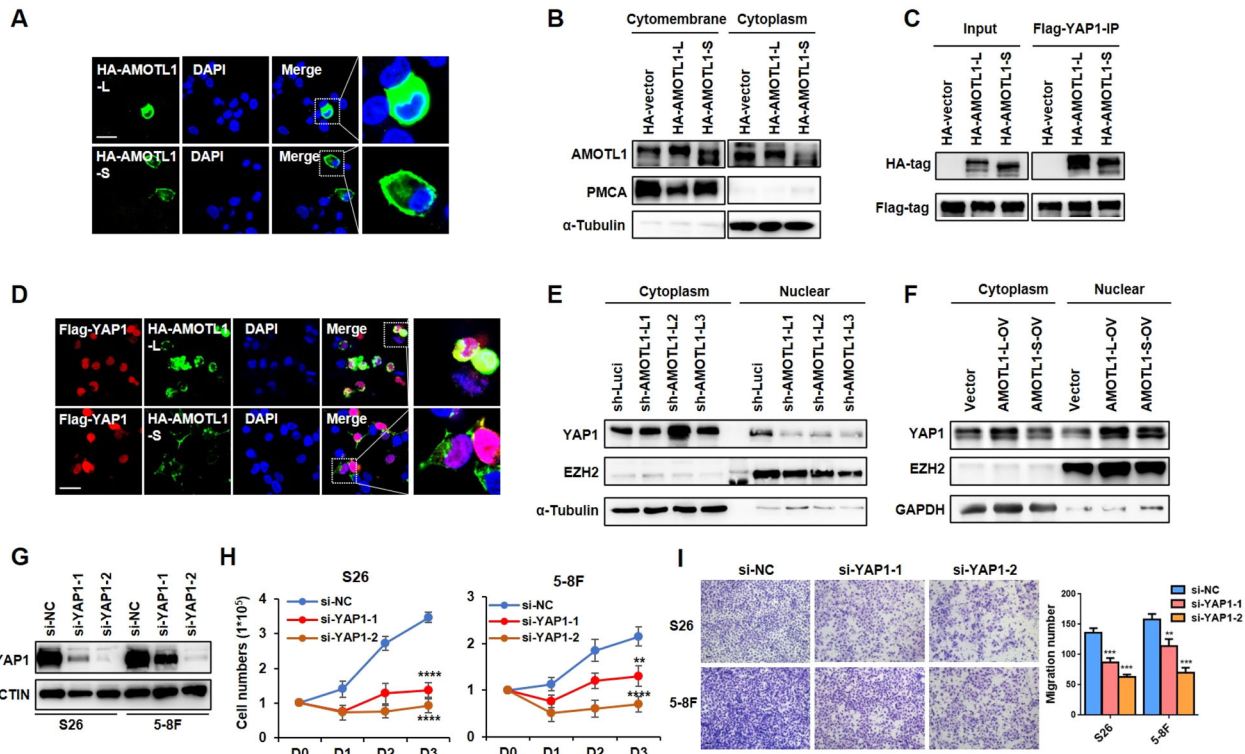 A
HA-AMOTL1
-L
DAPI
Merge
HA-AMOTL1
-S
DAPI
Merge
B
Cytomembrane
Cytoplasm
HA-vector
HA-AMOTL1-L
HA-AMOTL1-S
HA-vector
HA-AMOTL1-L
HA-AMOTL1-S
AMOTL1
PMCA
α-Tubulin
C
Input
Flag-YAP1-IP
HA-vector
HA-AMOTL1-L
HA-AMOTL1-S
HA-vector
HA-AMOTL1-L
HA-AMOTL1-S
HA-tag
Flag-tag
D
Flag-YAP1
HA-AMOTL1
-L
DAPI
Merge
Flag-YAP1
HA-AMOTL1
-S
DAPI
Merge
E
Cytoplasm
Nuclear
sh-Luci
sh-AMOTL1-L1
sh-AMOTL1-L2
sh-AMOTL1-L3
sh-Luci
sh-AMOTL1-L1
sh-AMOTL1-L2
sh-AMOTL1-L3
YAP1
EZH2
α-Tubulin
F
Cytoplasm
Nuclear
Vector
AMOTL1-L-OV
AMOTL1-S-OV
Vector
AMOTL1-L-OV
AMOTL1-S-OV
YAP1
EZH2
GAPDH
G
si-NC
si-YAP1-1
si-YAP1-2
si-NC
si-YAP1-1
si-YAP1-2
YAP1
CTIN
S26
5-8F
H
S26
Cell numbers (1*10⁵)
4
3
2
1
0
si-NC
si-YAP1-1
si-YAP1-2
****
****
D0 D1 D2 D3
5-8F
3
2
1
0
si-NC
si-YAP1-1
si-YAP1-2
**
****
D0 D1 D2 D3
I
si-NC
si-YAP1-1
si-YAP1-2
S26
5-8F
Migration number
200
150
100
50
0
si-NC
si-YAP1-1
si-YAP1-2
***
***
**
***
S26
5-8F